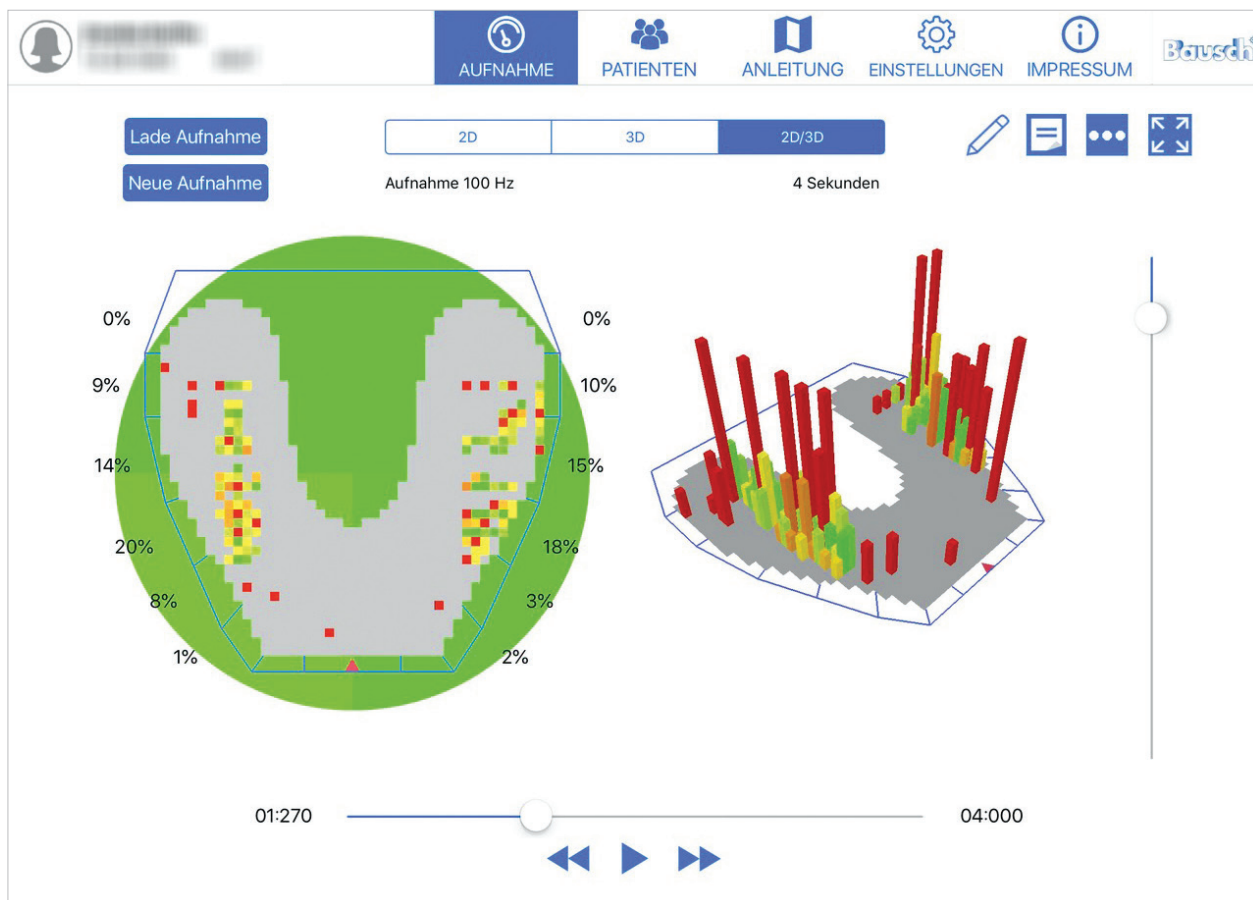 AUFNAHME
PATIENTEN
ANLEITUNG
EINSTELLUNGEN
IMPRESSUM
Bausch
Lade Aufnahme
2D
3D
2D/3D
Neue Aufnahme
Aufnahme 100 Hz
4 Sekunden
0%
0%
9%
10%
14%
15%
20%
18%
8%
3%
1%
2%
01:270
04:000